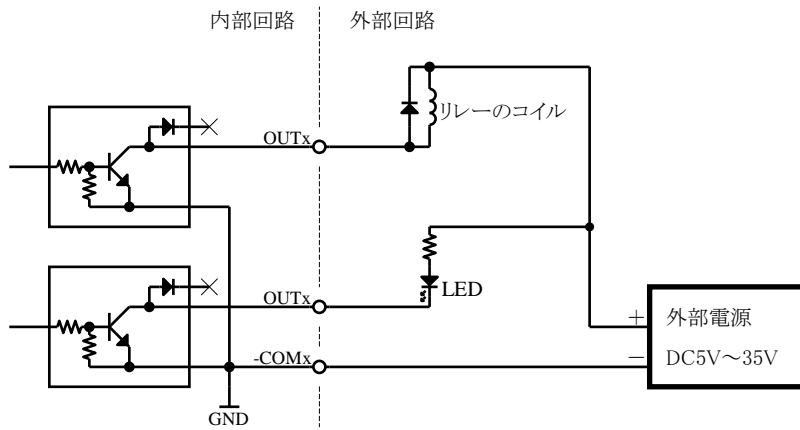 内部回路
外部回路
リレーのコイル
OUTx
LED
OUTx
+
外部電源
-COMx
−
DC5V～35V
GND